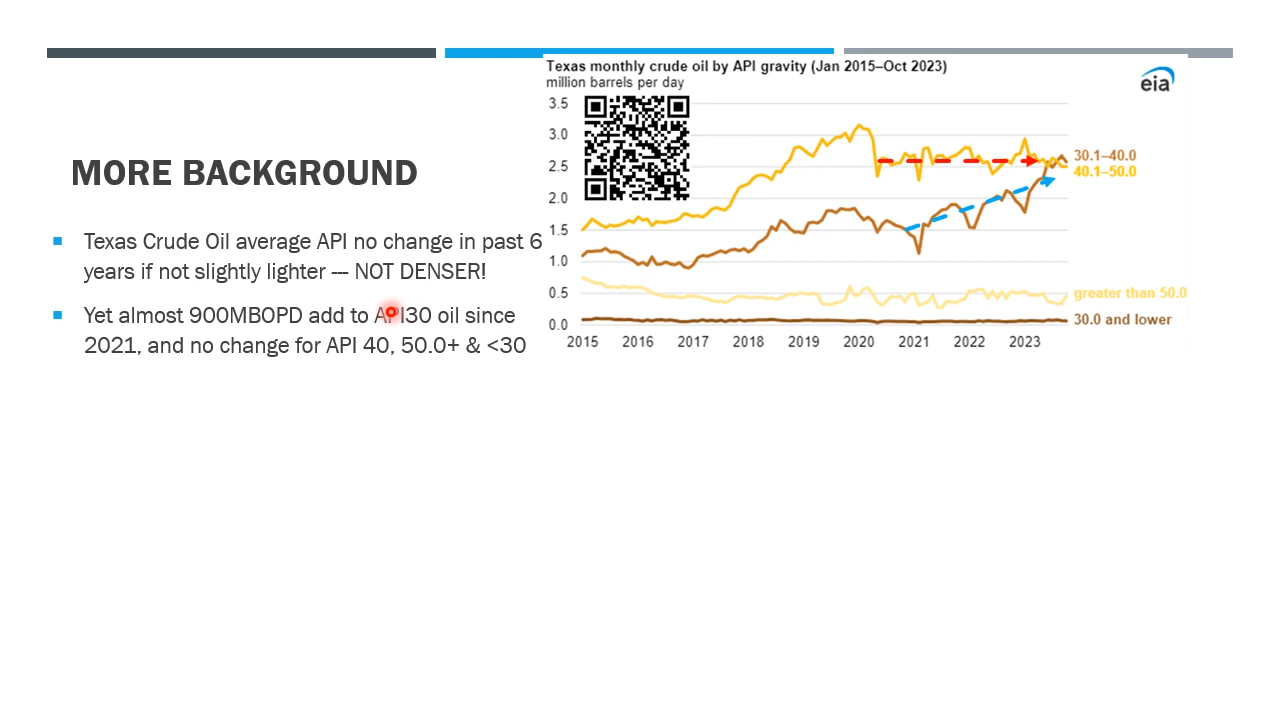 Texas monthly crude oil by API gravity (Jan 2015–Oct 2023)
million barrels per day
eia
3.5
3.0
2.5
2.0
1.5
1.0
0.5
0.0
30.1–40.0
40.1–50.0
greater than 50.0
30.0 and lower
2015 2016 2017 2018 2019 2020 2021 2022 2023
MORE BACKGROUND
Texas Crude Oil average API no change in past 6
years if not slightly lighter --- NOT DENSER!
Yet almost 900MBOPD add to API30 oil since
2021, and no change for API 40, 50.0+ & <30